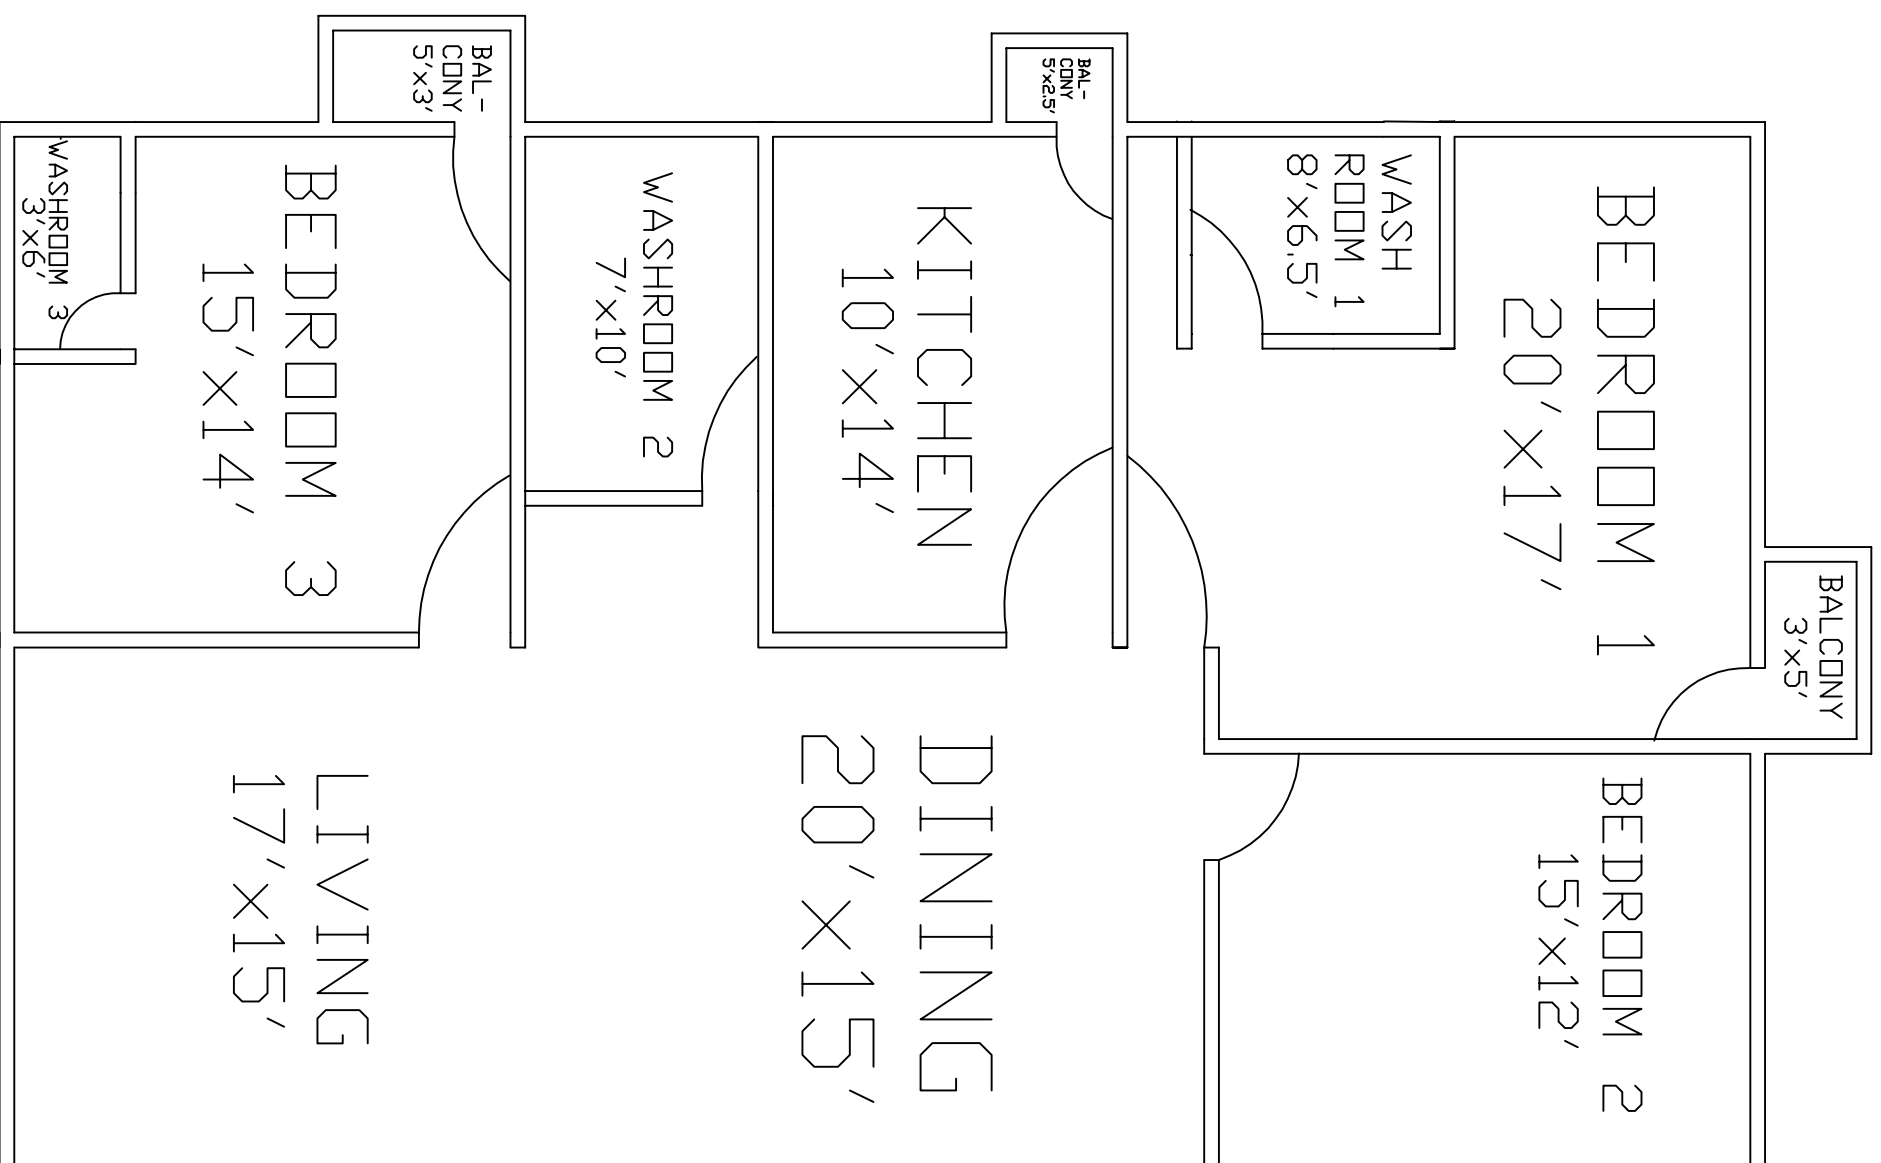 BAL-
CONY
5'x3'
BAL-
CONY
5'x2.5'
WASHROOM 3
3'x6'
BEDROOM 3
15'X14'
WASHROOM 2
7'x10'
KITCHEN
10'X14'
WASH
ROOM 1
8'x6.5'
BEDROOM 1
20'X17'
BALCONY
3'x5'
LIVING
17'X15'
DINING
20'X15'
BEDROOM 2
15'x12'